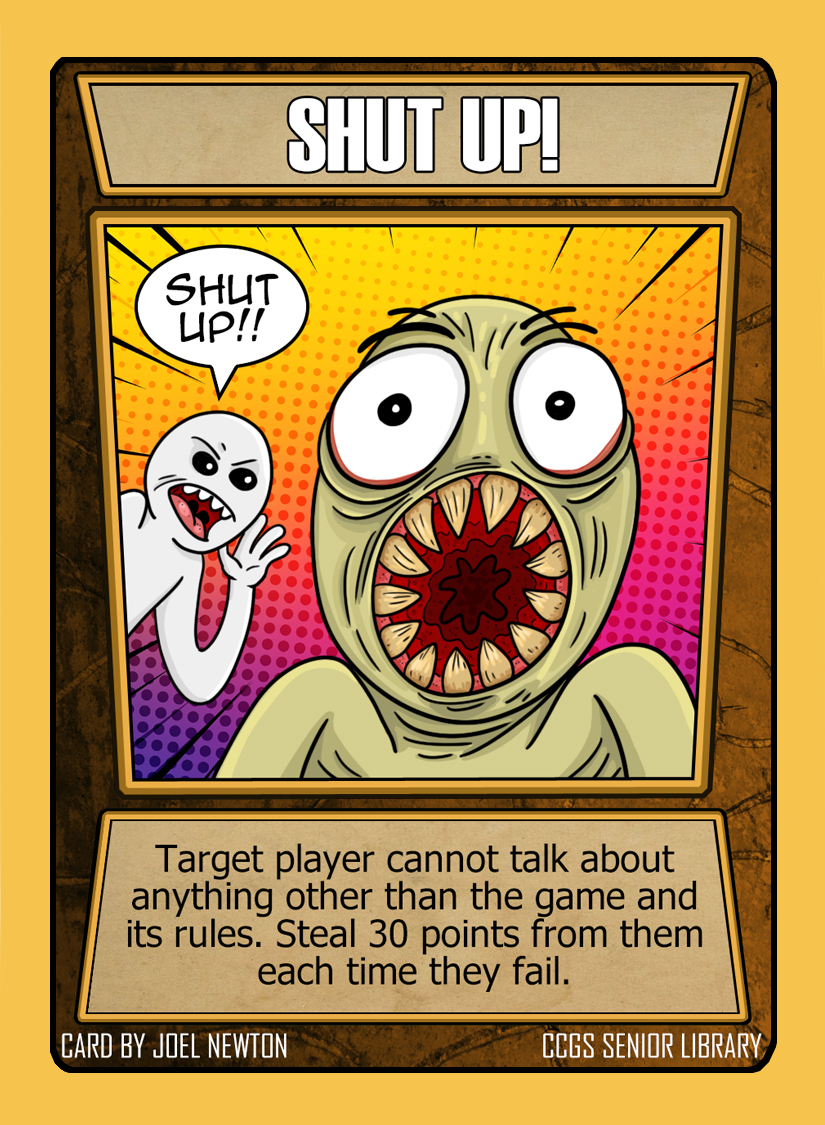 SHUT UP!
SHUT
UP!!
Target player cannot talk about
anything other than the game and
its rules. Steal 30 points from them
each time they fail.
CARD BY JOEL NEWTON
CCGS SENIOR LIBRARY